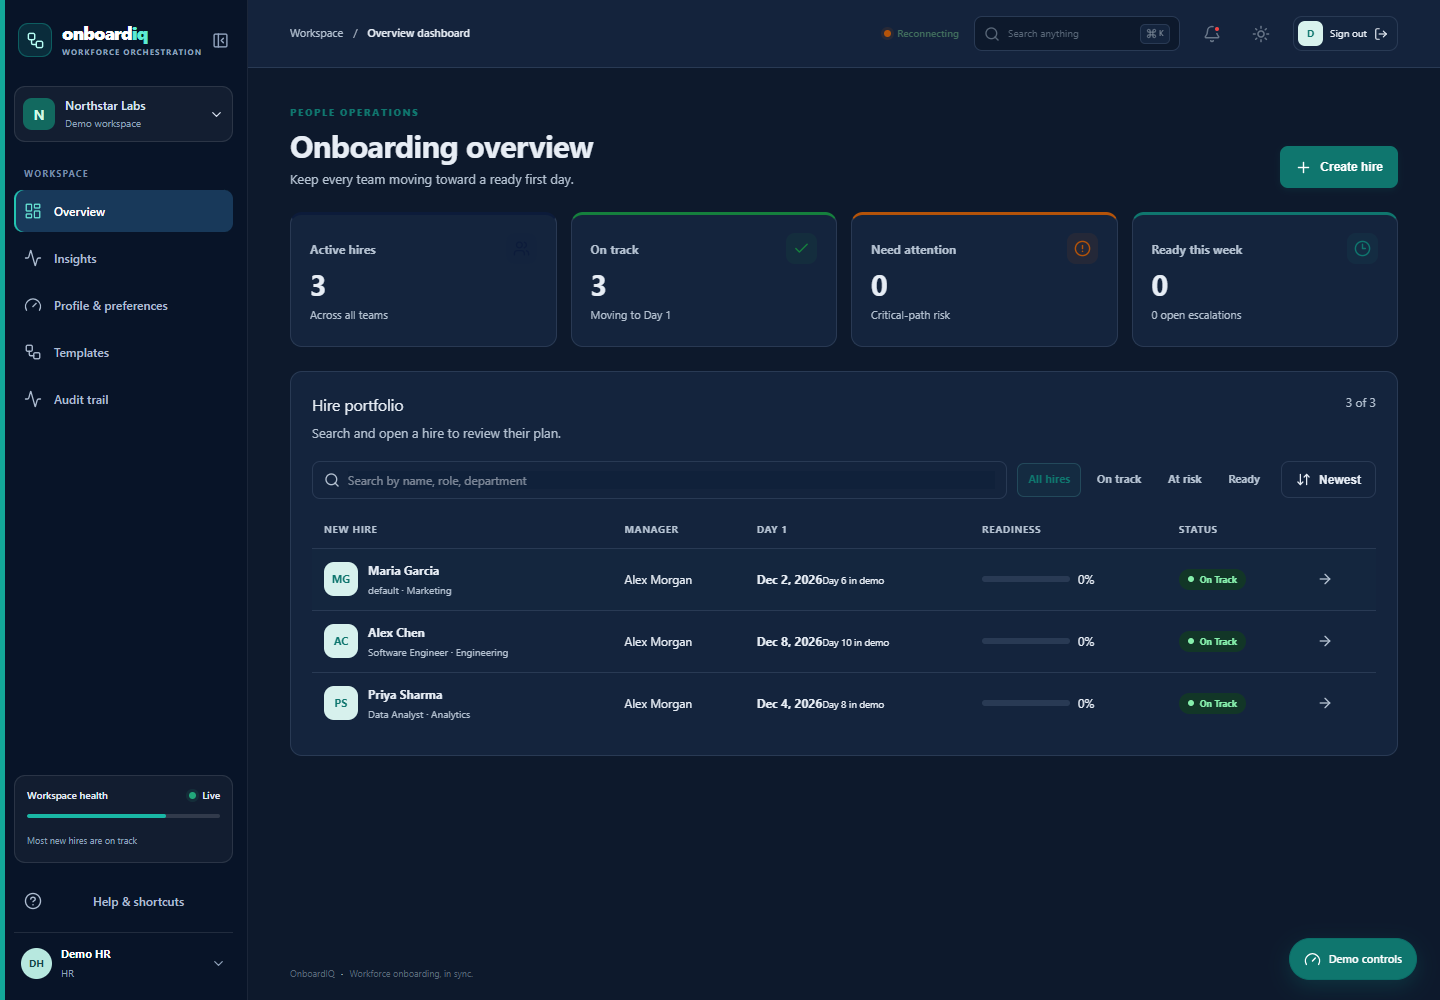 onboardiq
WORKFORCE ORCHESTRATION
N
Northstar Labs
Demo workspace
WORKSPACE
Overview
Insights
Profile & preferences
Templates
Audit trail
Workspace health
Live
Most new hires are on track
Help & shortcuts
DH
Demo HR
HR
Workspace / Overview dashboard
Reconnecting
Search anything
⌘ K
D
Sign out
PEOPLE OPERATIONS
Onboarding overview
Keep every team moving toward a ready first day.
Create hire
Active hires
3
Across all teams
On track
3
Moving to Day 1
Need attention
0
Critical-path risk
Ready this week
0
0 open escalations
Hire portfolio
3 of 3
Search and open a hire to review their plan.
Search by name, role, department
All hires
On track
At risk
Ready
Newest
NEW HIRE MANAGER DAY 1 READINESS STATUS
MG
Maria Garcia
default · Marketing
Alex Morgan
Dec 2, 2026Day 6 in demo
0%
On Track
AC
Alex Chen
Software Engineer · Engineering
Alex Morgan
Dec 8, 2026Day 10 in demo
0%
On Track
PS
Priya Sharma
Data Analyst · Analytics
Alex Morgan
Dec 4, 2026Day 8 in demo
0%
On Track
OnboardIQ · Workforce onboarding, in sync.
Demo controls